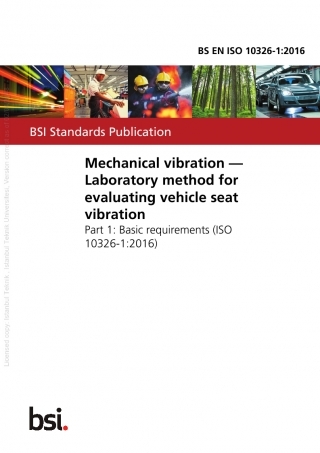 BS EN ISO 10326-1:2016
BSI Standards Publication
Mechanical vibration —
Laboratory method for
evaluating vehicle seat
vibration
Part 1: Basic requirements (ISO
10326-1:2016)
bsi.